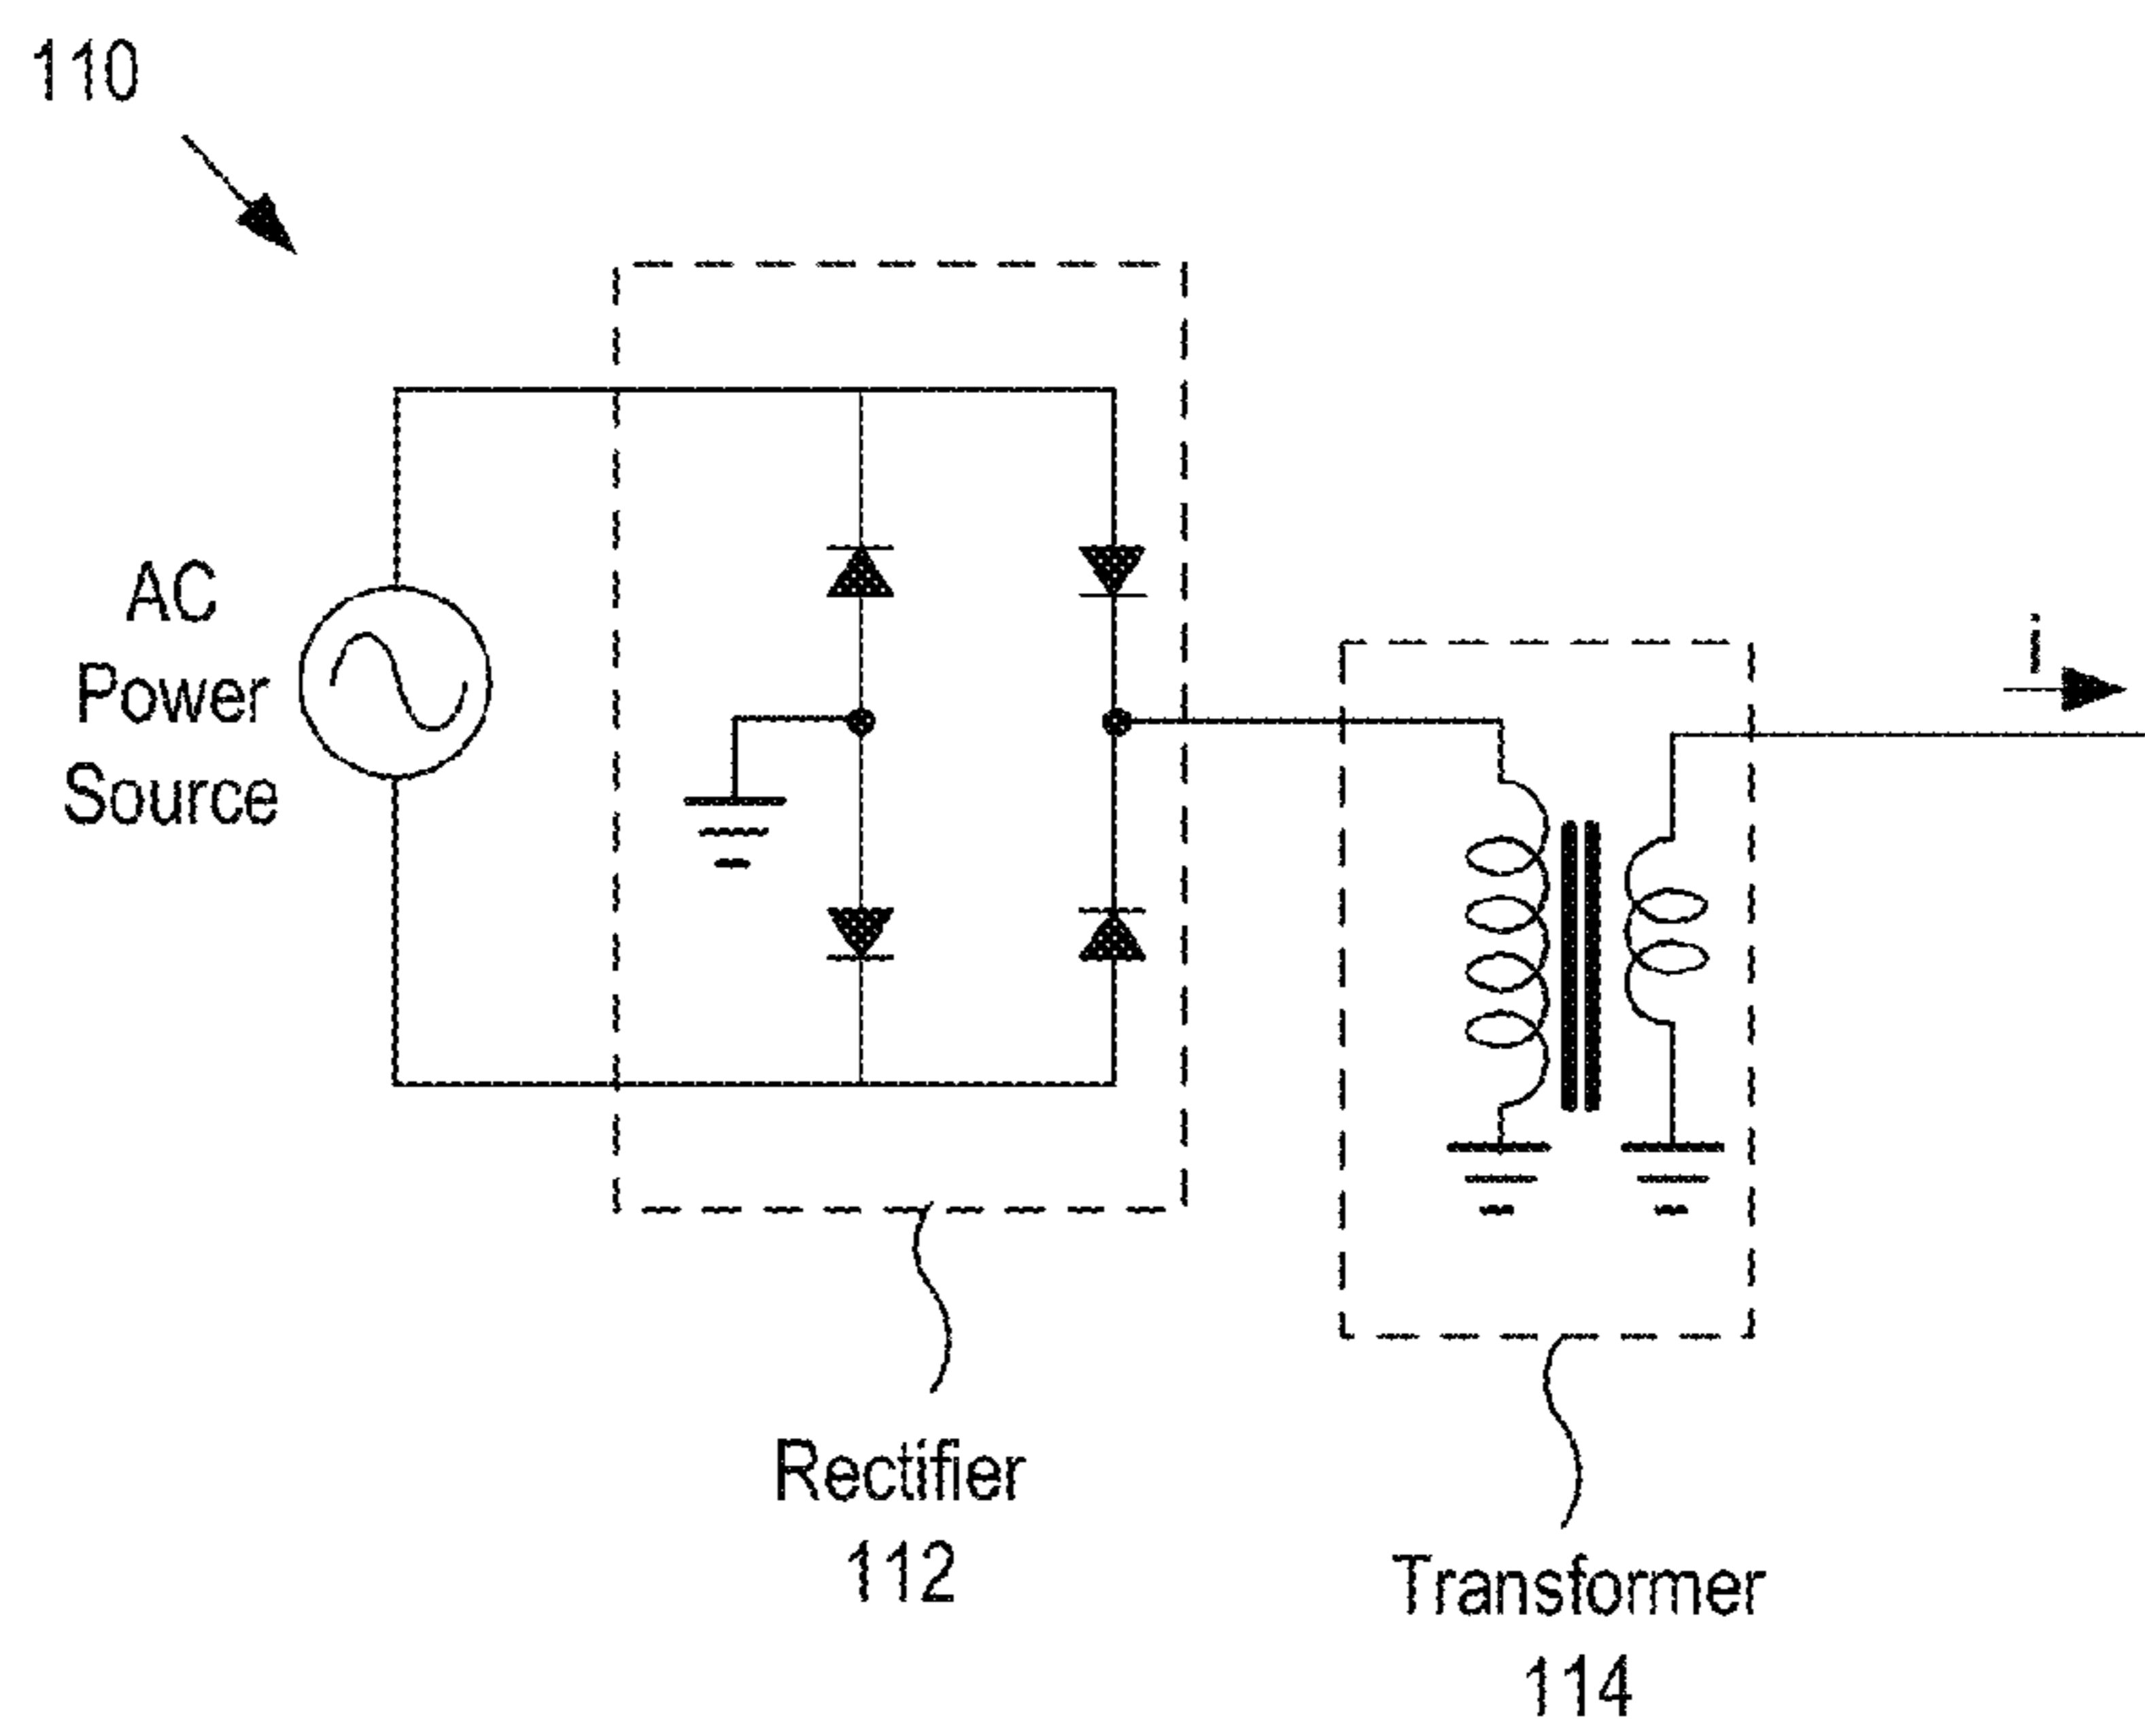 110
AC
Power
Source
i
Rectifier
112
Transformer
114